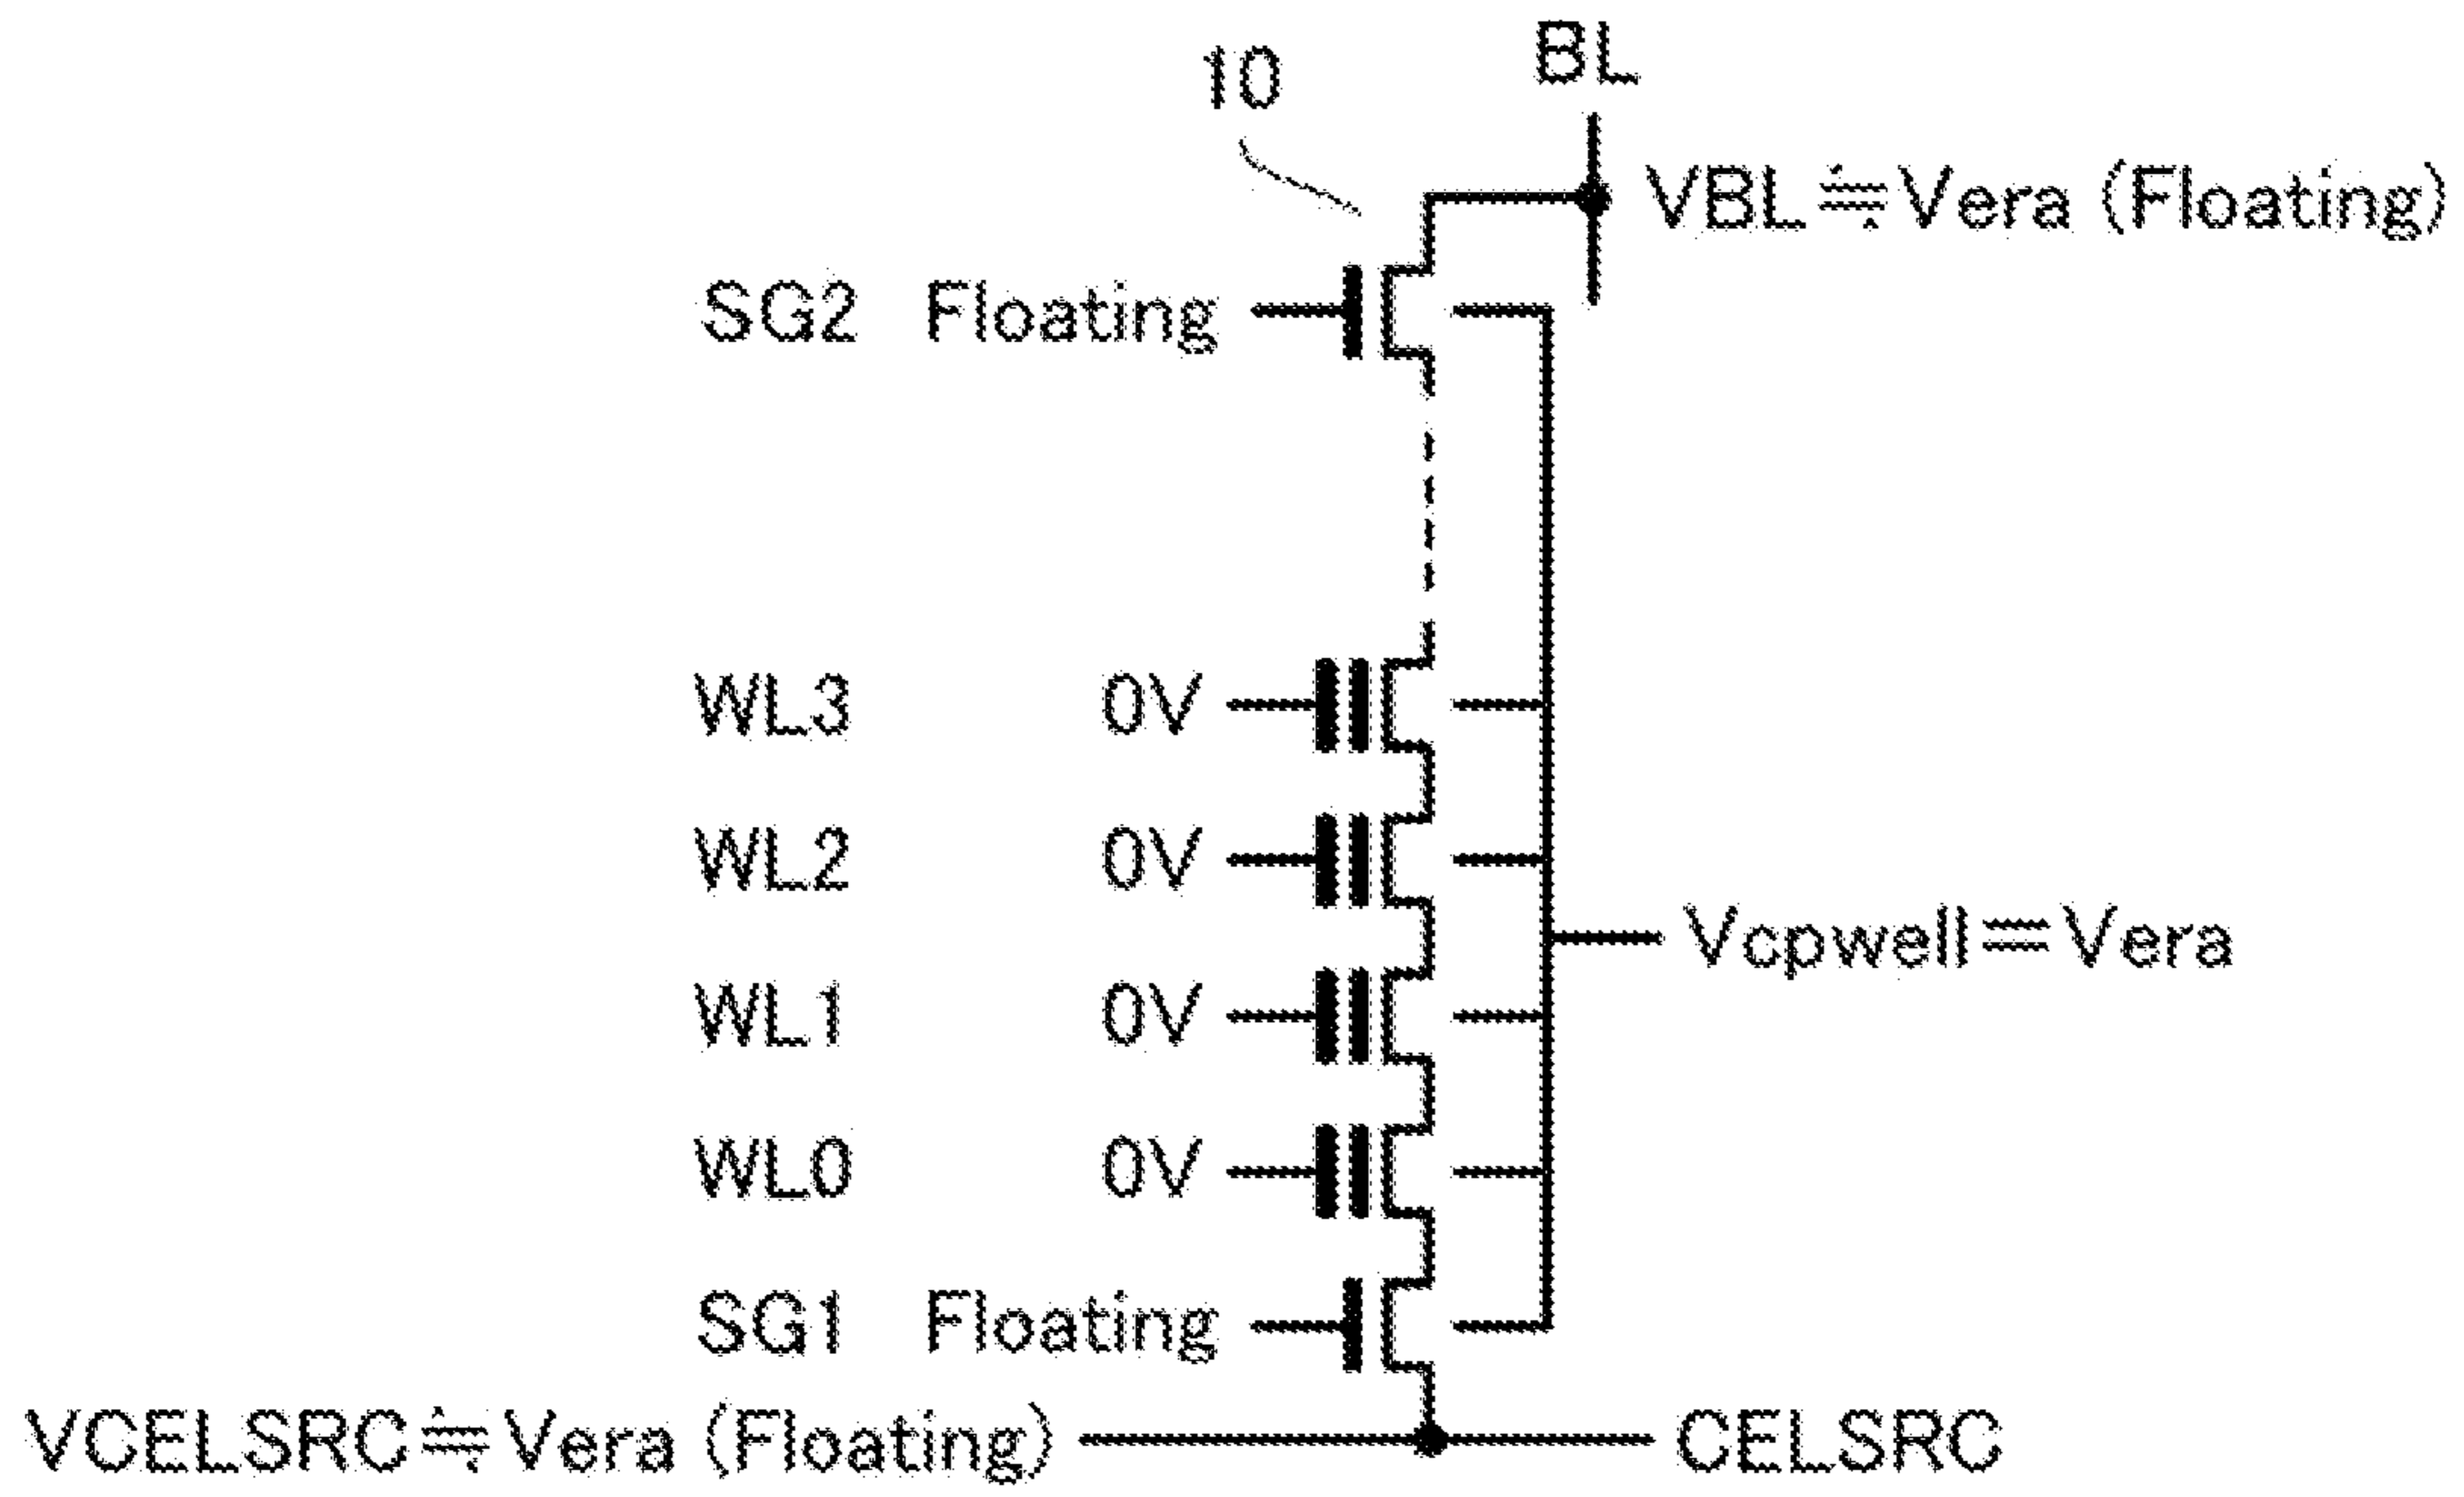 10
BL
VBL≒Vera (Floating)
SG2 Floating
WL3 0V
WL2 0V
Vcpwell=Vera
WL1 0V
WL0 0V
SG1 Floating
VCELSRC≒Vera (Floating) CELSRC